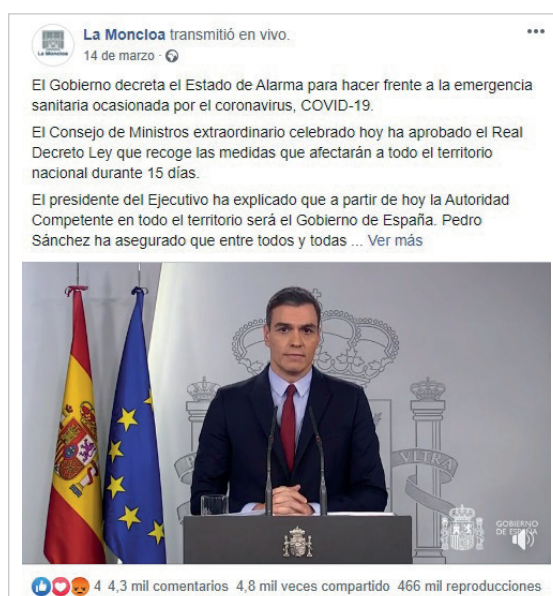 La Moncloa transmitió en vivo.
14 de marzo
El Gobierno decreta el Estado de Alarma para hacer frente a la emergencia
sanitaria ocasionada por el coronavirus, COVID-19.
El Consejo de Ministros extraordinario celebrado hoy ha aprobado el Real
Decreto Ley que recoge las medidas que afectarán a todo el territorio
nacional durante 15 días.
El presidente del Ejecutivo ha explicado que a partir de hoy la Autoridad
Competente en todo el territorio será el Gobierno de España. Pedro
Sánchez ha asegurado que entre todos y todas ... Ver más
La Moncloa
VLTRA
GOBIERNO
DE ESPAÑA
4 4,3 mil comentarios 4,8 mil veces compartido 466 mil reproducciones